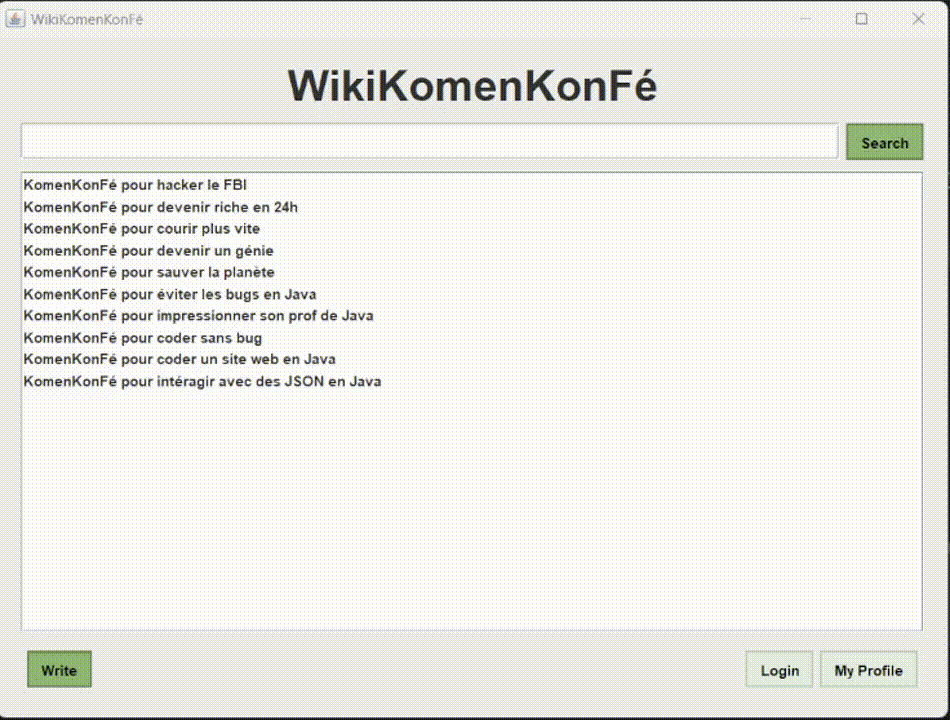 WikiKomenKonFé
WikiKomenKonFé
Search
KomenKonFé pour hacker le FBI
KomenKonFé pour devenir riche en 24h
KomenKonFé pour courir plus vite
KomenKonFé pour devenir un génie
KomenKonFé pour sauver la planète
KomenKonFé pour éviter les bugs en Java
KomenKonFé pour impressionner son prof de Java
KomenKonFé pour coder sans bug
KomenKonFé pour coder un site web en Java
KomenKonFé pour intéragir avec des JSON en Java
Write
Login
My Profile